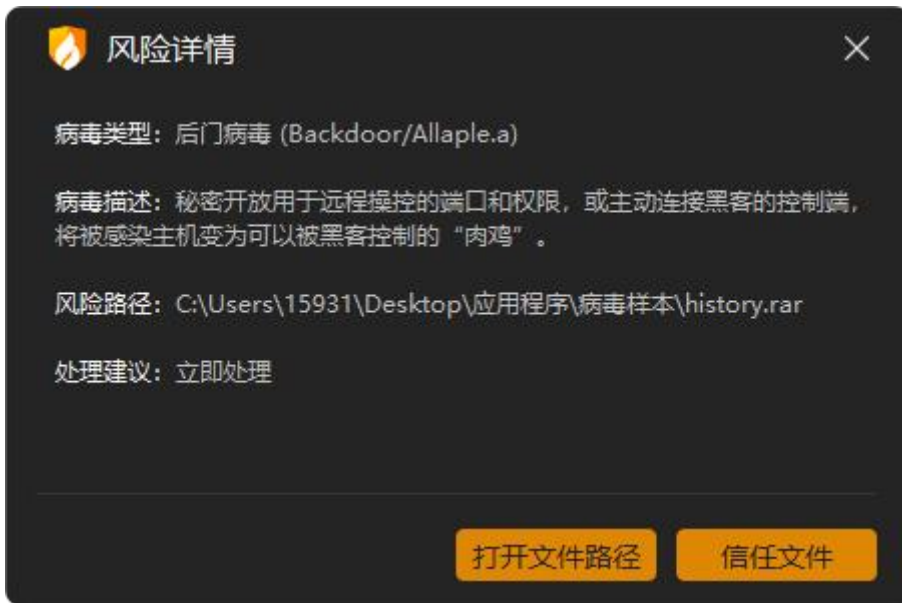 风险详情
病毒类型：后门病毒 (Backdoor/Allaple.a)
病毒描述：秘密开放用于远程操控的端口和权限，或主动连接黑客的控制端，
将被感染主机变为可以被黑客控制的“肉鸡”。
风险路径：C:\Users\15931\Desktop\应用程序\病毒样本\history.rar
处理建议：立即处理
打开文件路径 信任文件